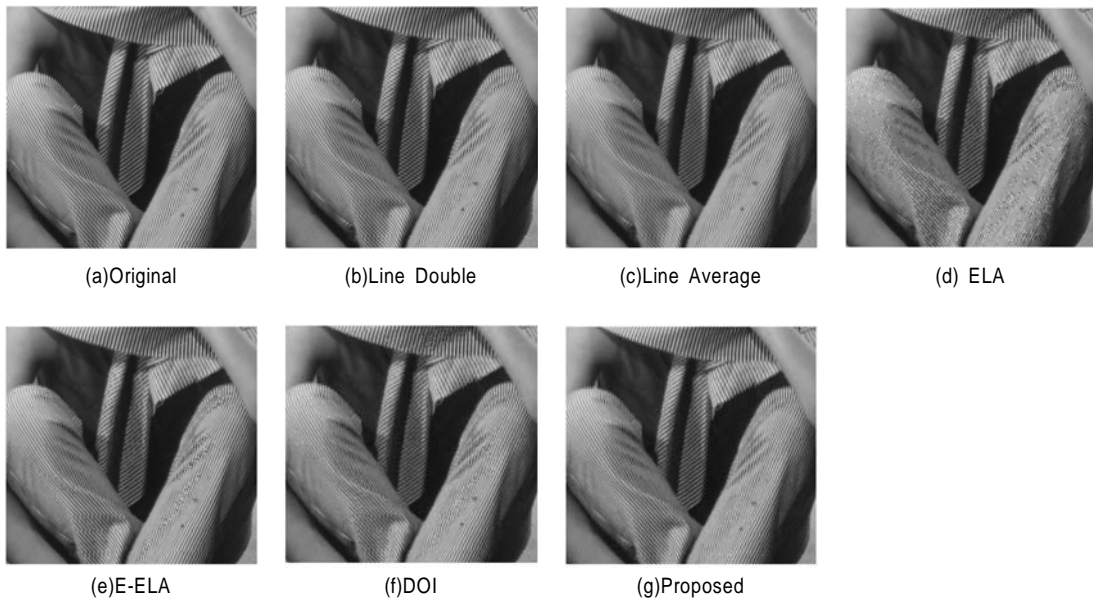 (a)Original
(b)Line Double
(c)Line Average
(d) ELA
(e)E-ELA
(f)DOI
(g)Proposed